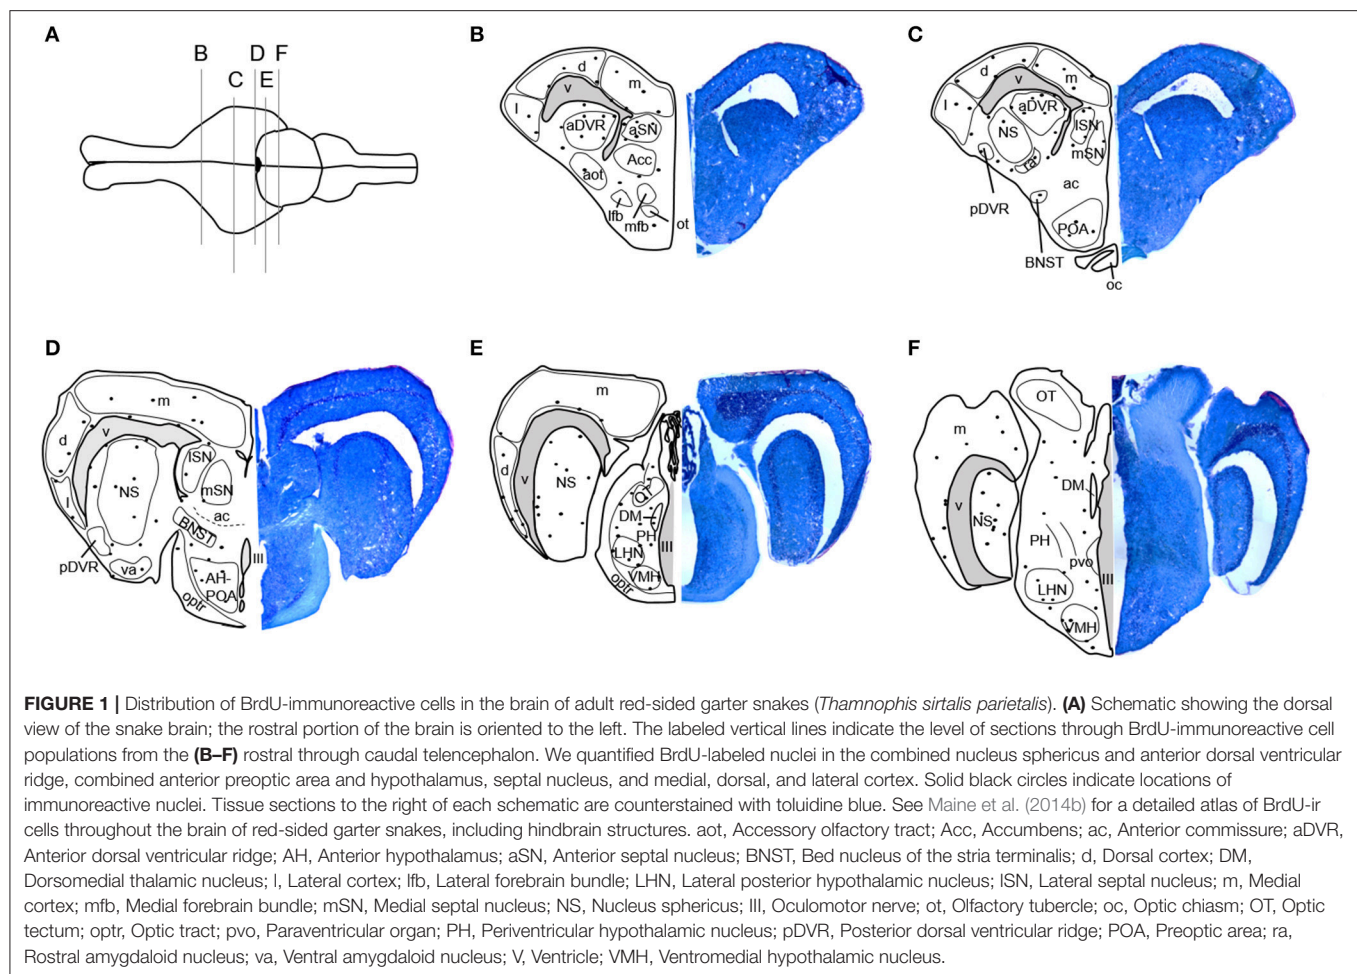 A
B
D
F
C
E
B
d
v
m
l
aDVR
aSN
Acc
aot
lfb
mfb
ot
C
d
v
m
l
aDVR
NS
lSN
mSN
ra
ac
pDVR
POA
BNST
oc
D
m
d
v
lSN
NS
mSN
l
ac
BNST
pDVR
va
III
AH-
POA
optr
E
m
d
v
NS
DM
PH
III
LHN
VMH
optr
F
OT
m
DM
v
NS
PH
pvo
III
LHN
VMH
FIGURE 1 | Distribution of BrdU-immunoreactive cells in the brain of adult red-sided garter snakes (Thamnophis sirtalis parietalis). (A) Schematic showing the dorsal
view of the snake brain; the rostral portion of the brain is oriented to the left. The labeled vertical lines indicate the level of sections through BrdU-immunoreactive cell
populations from the (B–F) rostral through caudal telencephalon. We quantified BrdU-labeled nuclei in the combined nucleus sphericus and anterior dorsal ventricular
ridge, combined anterior preoptic area and hypothalamus, septal nucleus, and medial, dorsal, and lateral cortex. Solid black circles indicate locations of
immunoreactive nuclei. Tissue sections to the right of each schematic are counterstained with toluidine blue. See Maine et al. (2014b) for a detailed atlas of BrdU-ir
cells throughout the brain of red-sided garter snakes, including hindbrain structures. aot, Accessory olfactory tract; Acc, Accumbens; ac, Anterior commissure; aDVR,
Anterior dorsal ventricular ridge; AH, Anterior hypothalamus; aSN, Anterior septal nucleus; BNST, Bed nucleus of the stria terminalis; d, Dorsal cortex; DM,
Dorsomedial thalamic nucleus; l, Lateral cortex; lfb, Lateral forebrain bundle; LHN, Lateral posterior hypothalamic nucleus; lSN, Lateral septal nucleus; m, Medial
cortex; mfb, Medial forebrain bundle; mSN, Medial septal nucleus; NS, Nucleus sphericus; III, Oculomotor nerve; ot, Olfactory tubercle; oc, Optic chiasm; OT, Optic
tectum; optr, Optic tract; pvo, Paraventricular organ; PH, Periventricular hypothalamic nucleus; pDVR, Posterior dorsal ventricular ridge; POA, Preoptic area; ra,
Rostral amygdaloid nucleus; va, Ventral amygdaloid nucleus; V, Ventricle; VMH, Ventromedial hypothalamic nucleus.